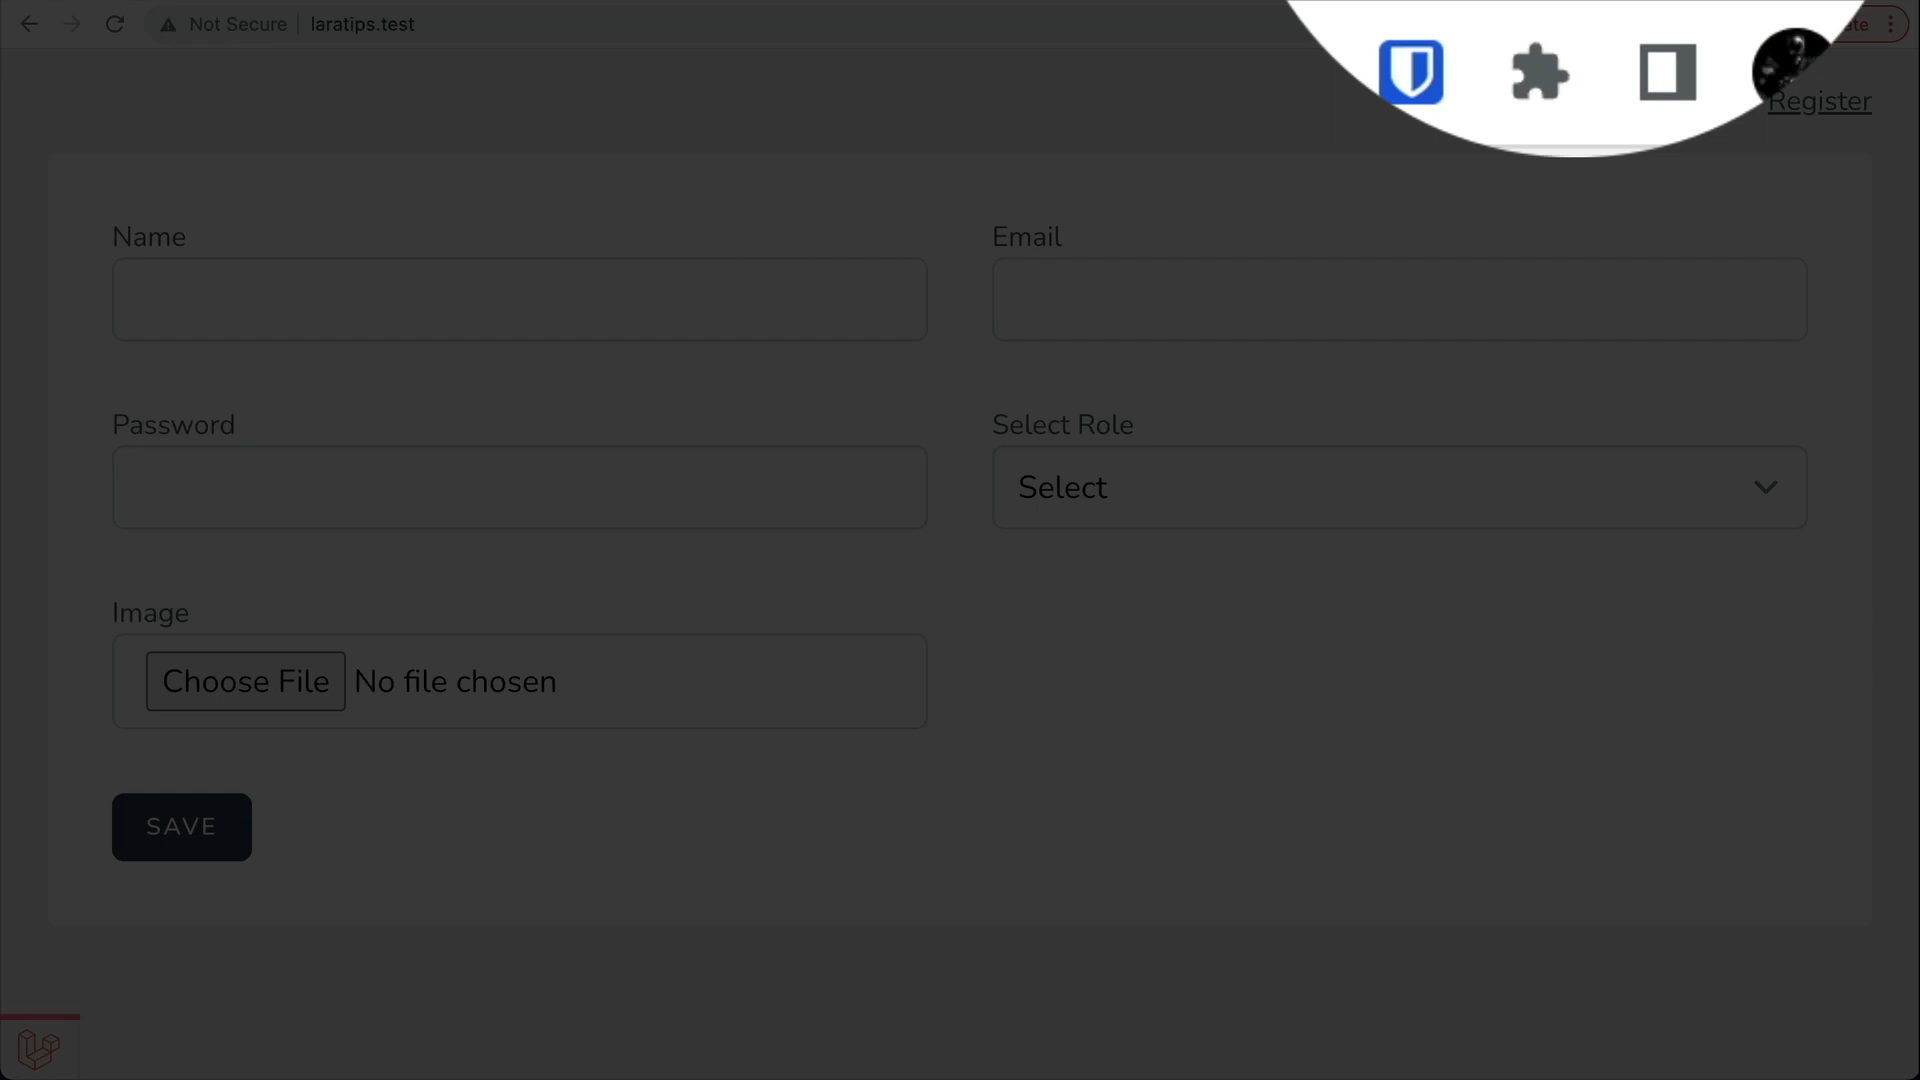 Not Secure
laratips.test
Register
Name
Email
Password
Select Role
Select
Image
Choose File
No file chosen
SAVE